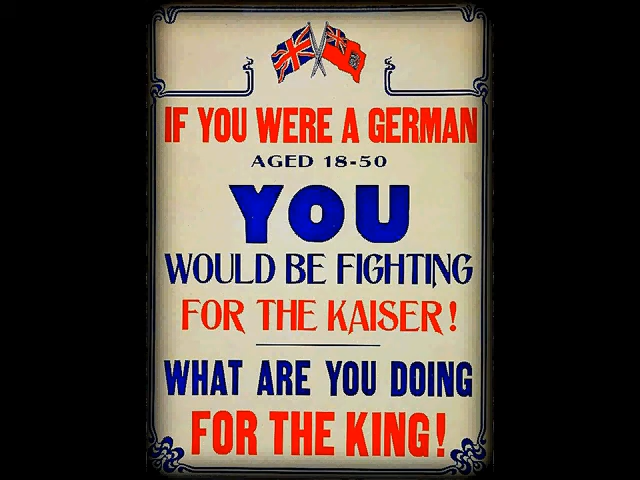 IF YOU WERE A GERMAN
AGED 18-50
YOU
WOULD BE FIGHTING
FOR THE KAISER!
WHAT ARE YOU DOING
FOR THE KING!